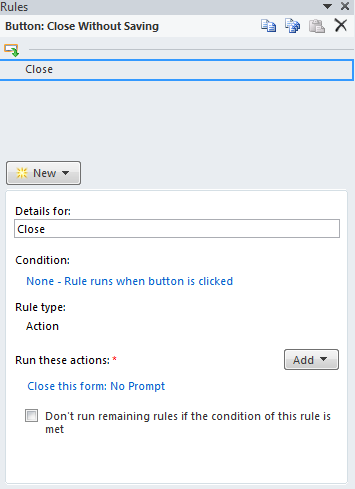 Rules
Button: Close Without Saving
Close
New
Details for:
Close
Condition:
None - Rule runs when button is clicked
Rule type:
Action
Run these actions: *
Add
Close this form: No Prompt
Don't run remaining rules if the condition of this rule is
met